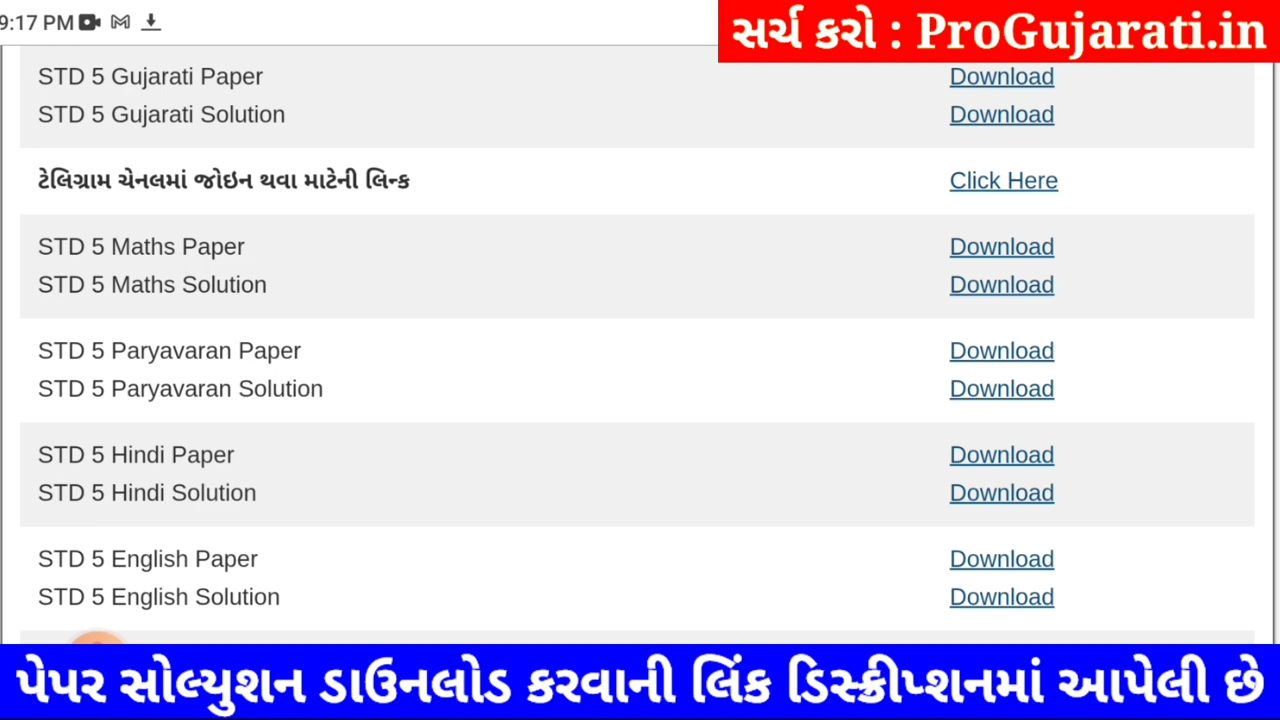 9:17 PM
સર્ચ કરો : ProGujarati.in
STD 5 Gujarati Paper Download
STD 5 Gujarati Solution Download
ટેલિગ્રામ ચેનલમાં જોઇન થવા માટેની લિન્ક Click Here
STD 5 Maths Paper Download
STD 5 Maths Solution Download
STD 5 Paryavaran Paper Download
STD 5 Paryavaran Solution Download
STD 5 Hindi Paper Download
STD 5 Hindi Solution Download
STD 5 English Paper Download
STD 5 English Solution Download
પેપર સોલ્યુશન ડાઉનલોડ કરવાની લિંક ડિસ્ક્રીપ્શનમાં આપેલી છે